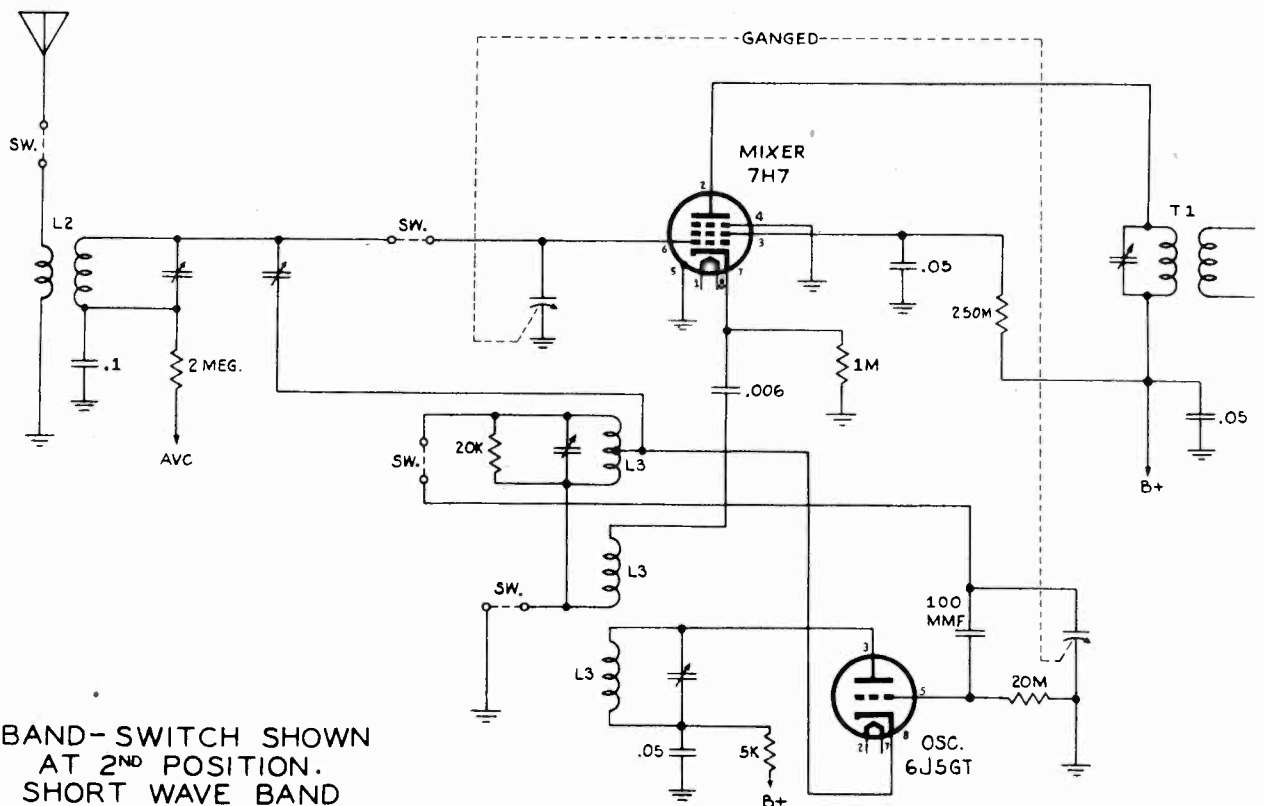 GANGED
SW.
MIXER
7H7
2
4
3
6
5
1
8
7
L2
SW.
T1
.05
250M
.1
2 MEG.
1M
.006
.05
AVC
20K
L3
SW.
B+
L3
SW.
100
MMF
3
L3
5
20M
8
2
7
.05
5K
OSC.
6J5GT
B+
BAND-SWITCH SHOWN
AT 2ND POSITION.
SHORT WAVE BAND